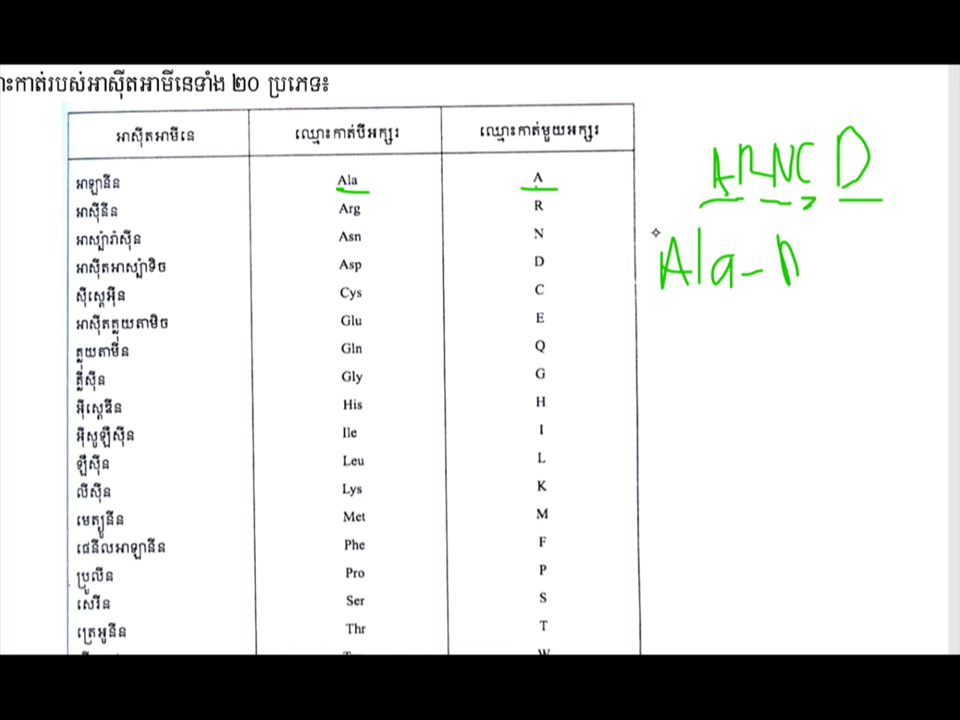 ះកាត់របស់អាស៊ីតអាមីនេទាំង ២០ ប្រភេទ៖
អាស៊ីតអាមីនេ ឈ្មោះកាត់បីអក្សរ ឈ្មោះកាត់មួយអក្សរ
អាឡានីន Ala A
អាស៊ីនីន Arg R
អាស្ប៉ារ៉ាស៊ីន Asn N
អាស៊ីតអាស្ប៉ាទិច Asp D
ស៊ីស្តេអ៊ីន Cys C
អាស៊ីតគ្លុយតាមិច Glu E
គ្លុយតាមីន Gln Q
គ្លីស៊ីន Gly G
អ៊ីស្តេឌីន His H
អ៊ីសូឡឺស៊ីន Ile I
ឡឺស៊ីន Leu L
លីស៊ីន Lys K
មេត្យូនីន Met M
ផេនីលអាឡានីន Phe F
ប្រូលីន Pro P
សេរីន Ser S
ត្រេអូនីន Thr T
W
ARNCD
Ala-